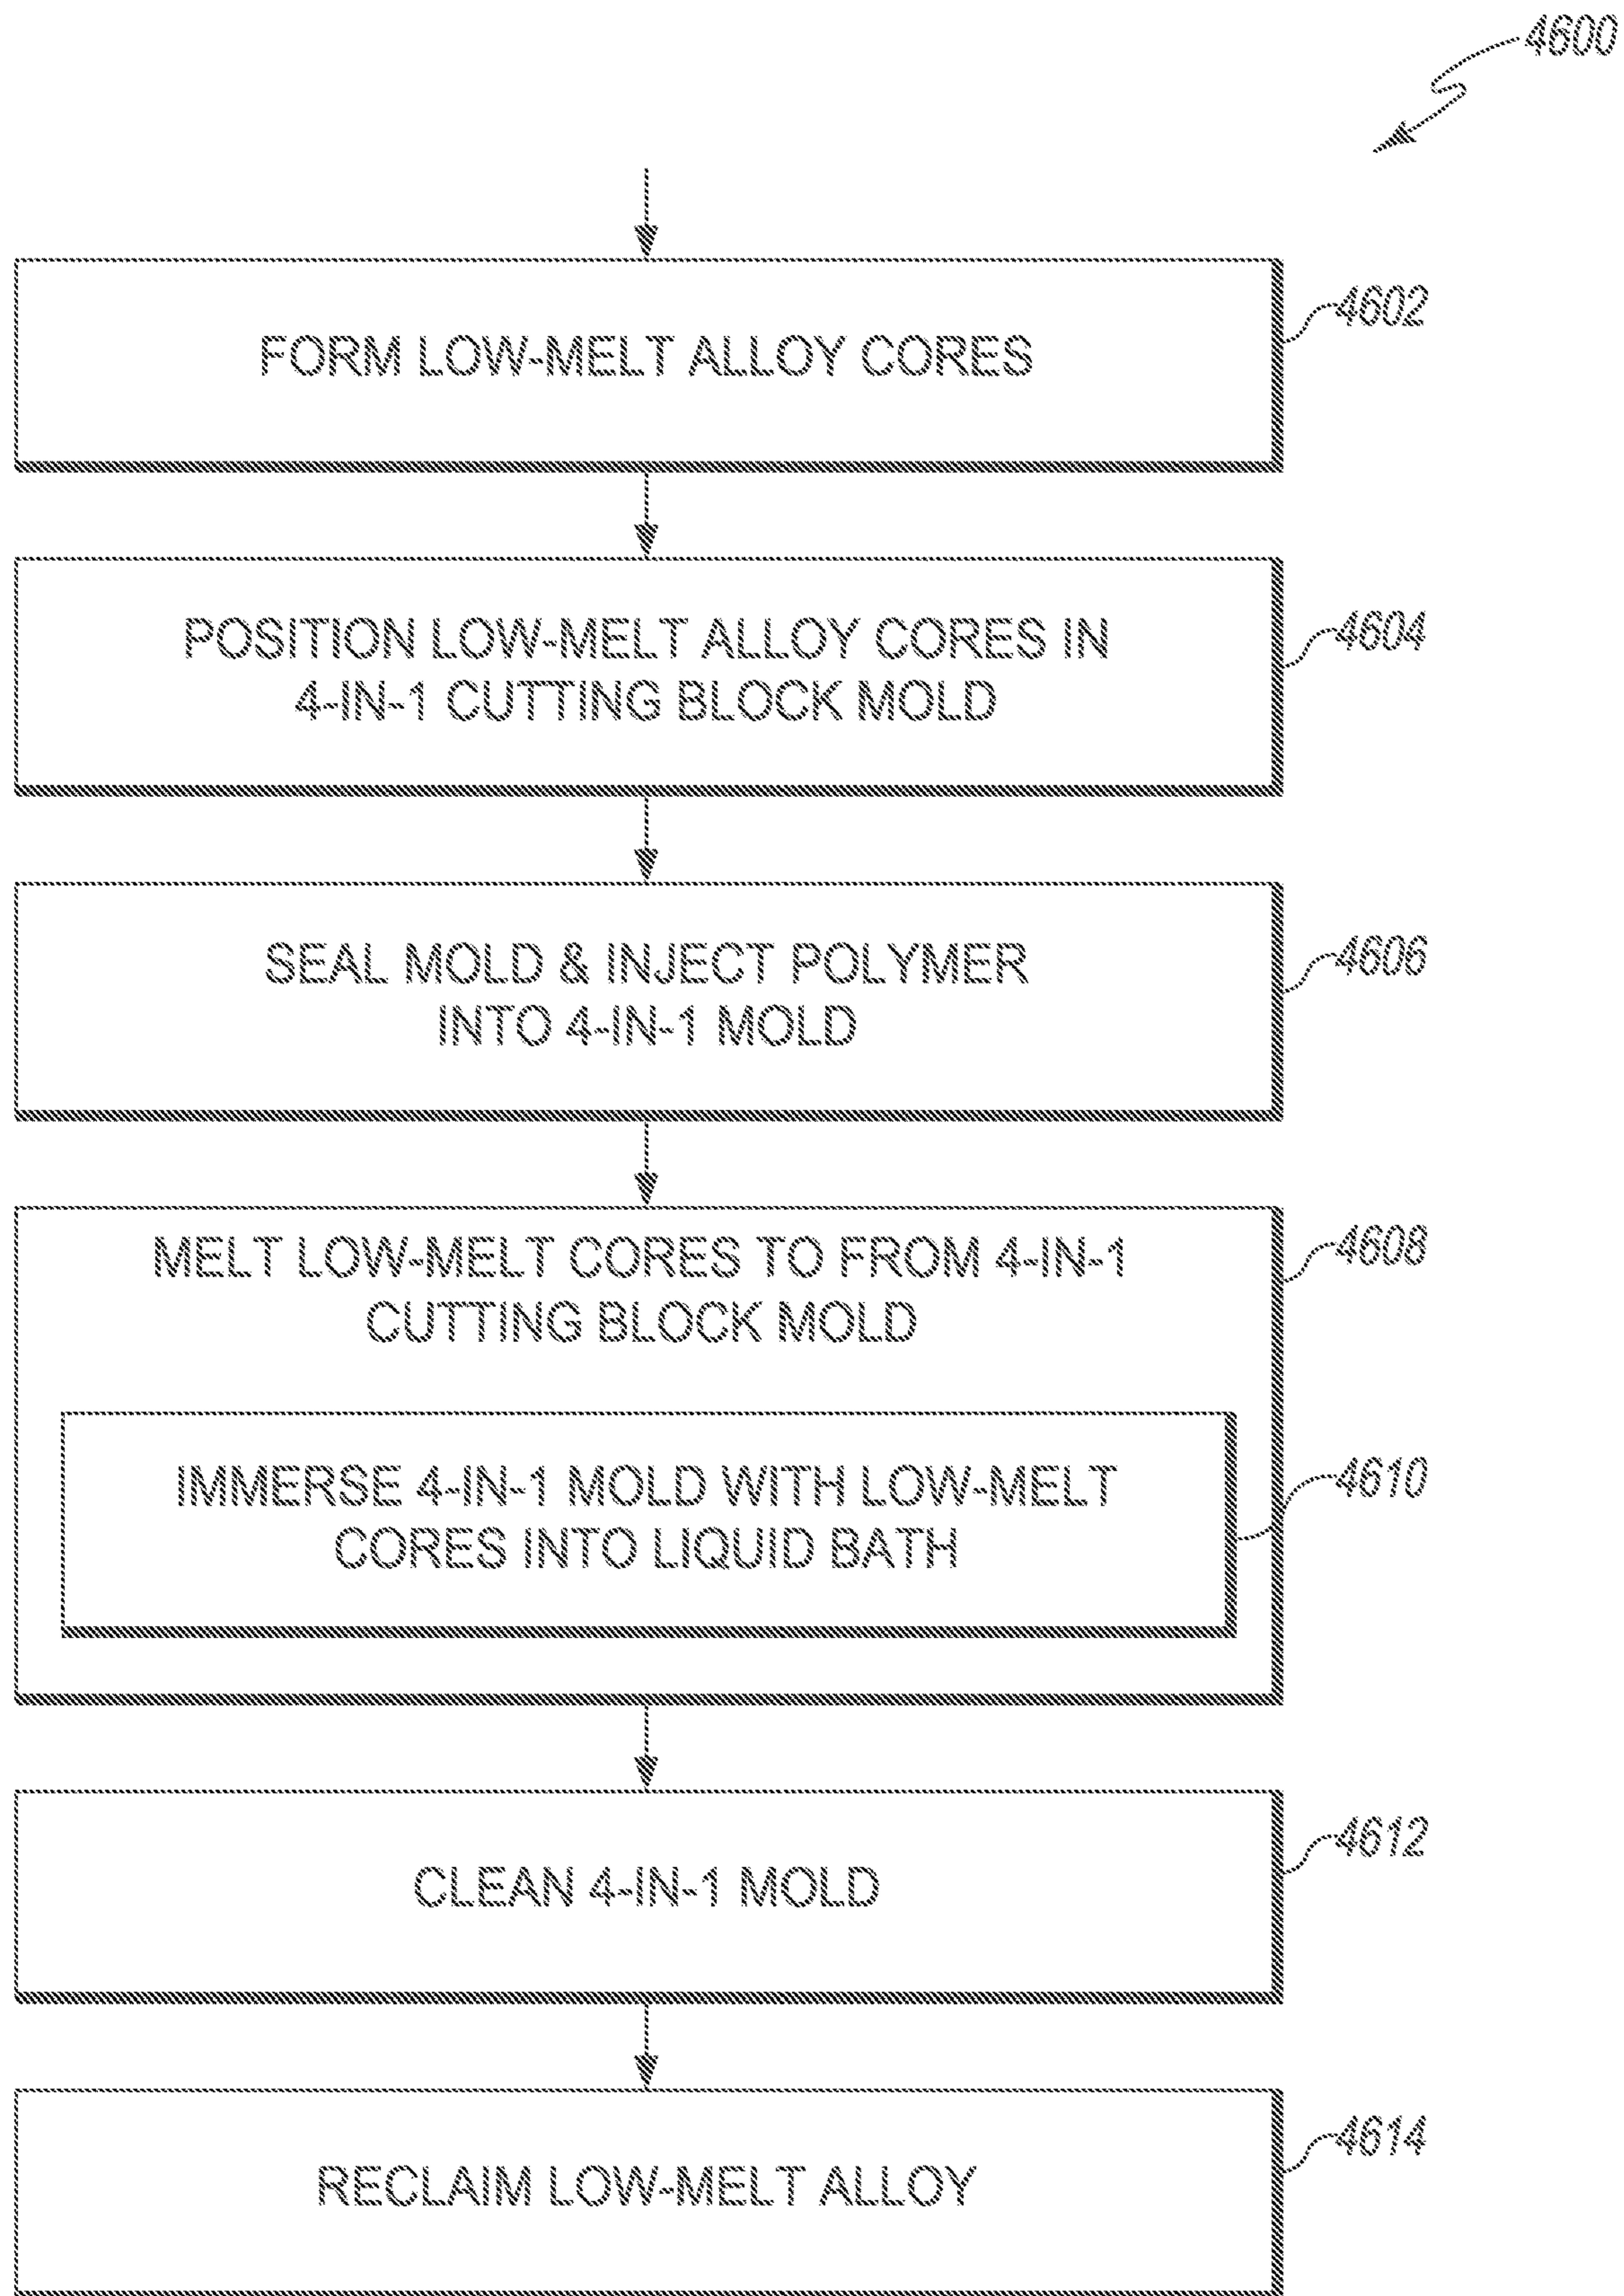 4600
FORM LOW-MELT ALLOY CORES
4602
POSITION LOW-MELT ALLOY CORES IN
4-IN-1 CUTTING BLOCK MOLD
4604
SEAL MOLD & INJECT POLYMER
INTO 4-IN-1 MOLD
4606
MELT LOW-MELT CORES TO FROM 4-IN-1
CUTTING BLOCK MOLD
4608
IMMERSE 4-IN-1 MOLD WITH LOW-MELT
CORES INTO LIQUID BATH
4610
CLEAN 4-IN-1 MOLD
4612
RECLAIM LOW-MELT ALLOY
4614